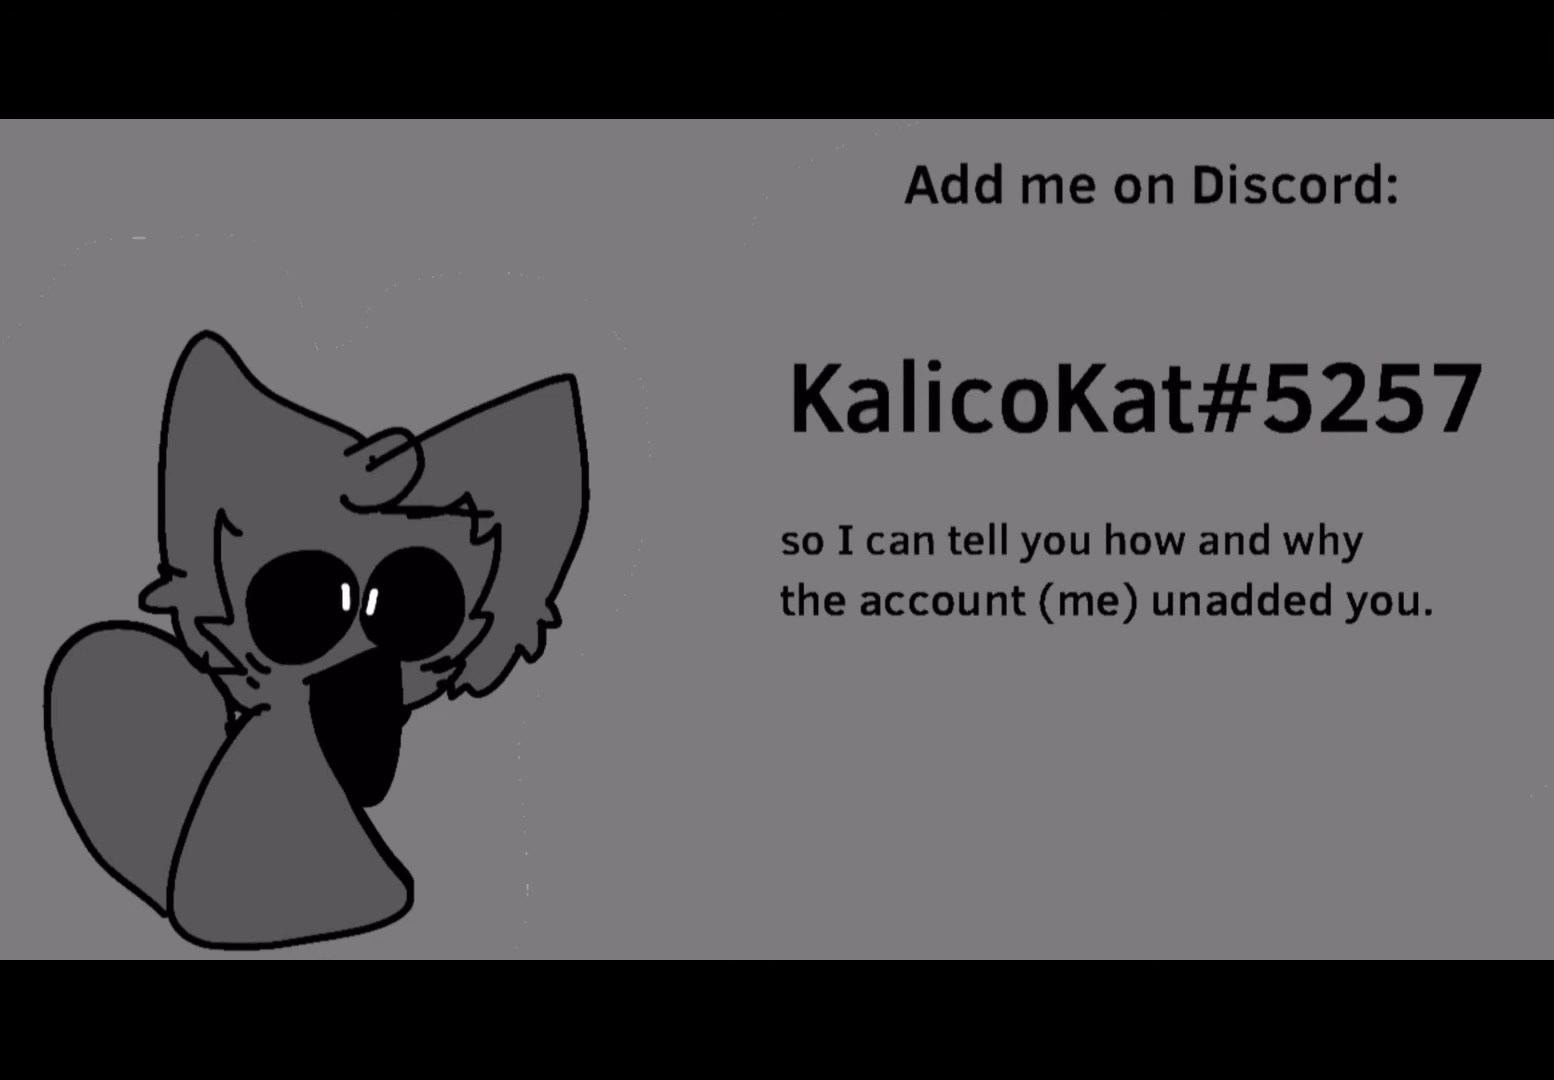 Add me on Discord:
KalicoKat#5257
so I can tell you how and why
the account (me) unadded you.